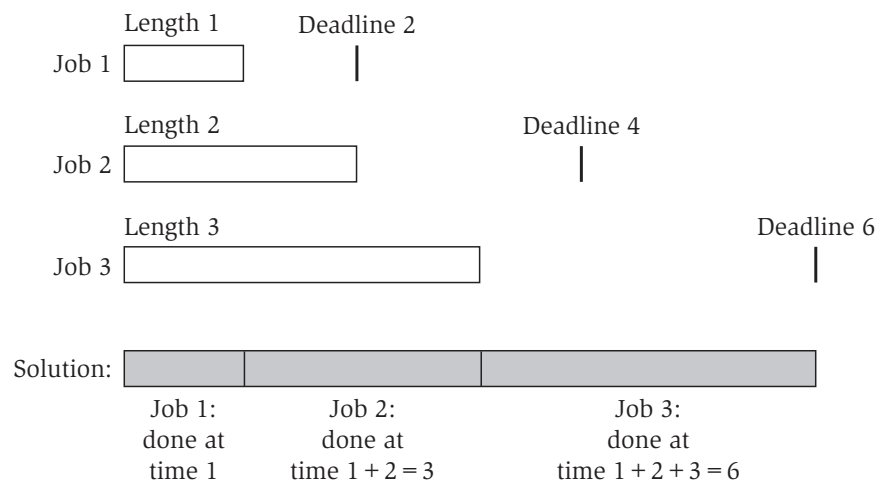 Length 1
Deadline 2
Job 1
Length 2
Deadline 4
Job 2
Length 3
Deadline 6
Job 3
Solution:
Job 1:
done at
time 1
Job 2:
done at
time 1 + 2 = 3
Job 3:
done at
time 1 + 2 + 3 = 6